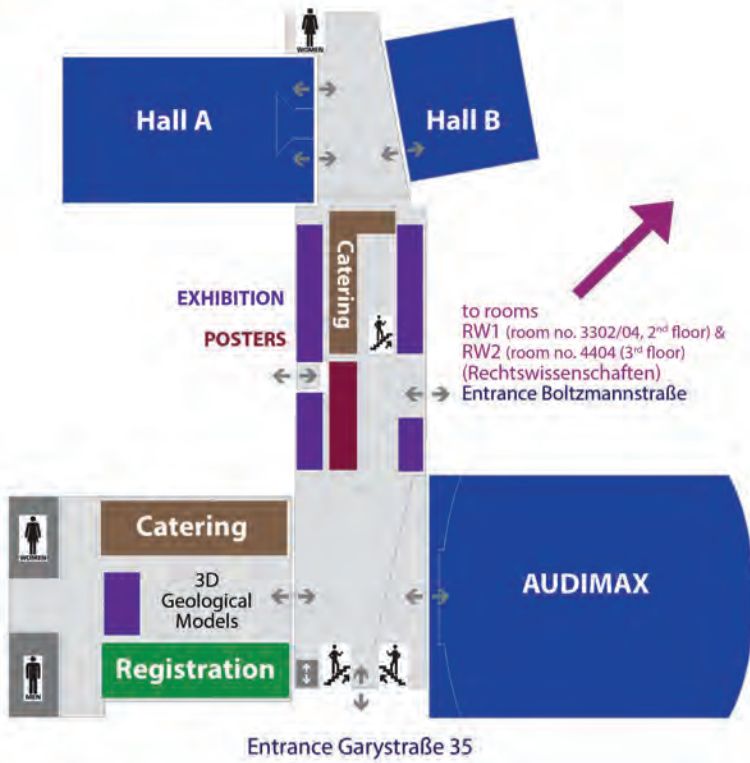 WOMEN
Hall A
Hall B
Catering
EXHIBITION
POSTERS
to rooms
RW1 (room no. 3302/04, 2nd floor) &
RW2 (room no. 4404 (3rd floor)
(Rechtswissenschaften)
Entrance Boltzmannstraße
WOMEN
Catering
3D
Geological
Models
AUDIMAX
MEN
Registration
Entrance Garystraße 35